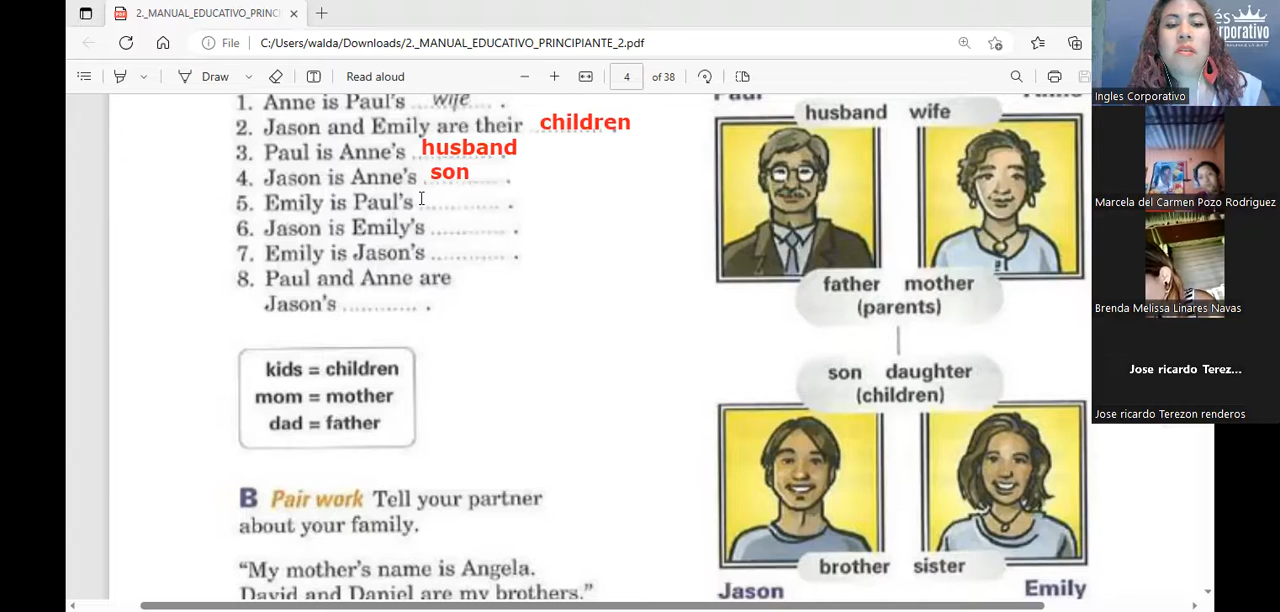 2._MANUAL_EDUCATIVO_PRINCI
File
C:/Users/walda/Downloads/2._MANUAL_EDUCATIVO_PRINCIPIANTE_2.pdf
Draw
Read aloud
4
of 38
1. Anne is Paul's ....wife.... .
2. Jason and Emily are their children
3. Paul is Anne's husband
4. Jason is Anne's son .
5. Emily is Paul's ............ .
6. Jason is Emily's ........... .
7. Emily is Jason's ........... .
8. Paul and Anne are
Jason's ........... .
kids = children
mom = mother
dad = father
B Pair work Tell your partner
about your family.
"My mother's name is Angela.
David and Daniel are my brothers."
Paul
husband wife
father mother
(parents)
son daughter
(children)
brother sister
Jason
Emily
Ingles Corporativo
Marcela del Carmen Pozo Rodriguez
Brenda Melissa Linares Navas
Jose ricardo Terez...
Jose ricardo Terezon renderos